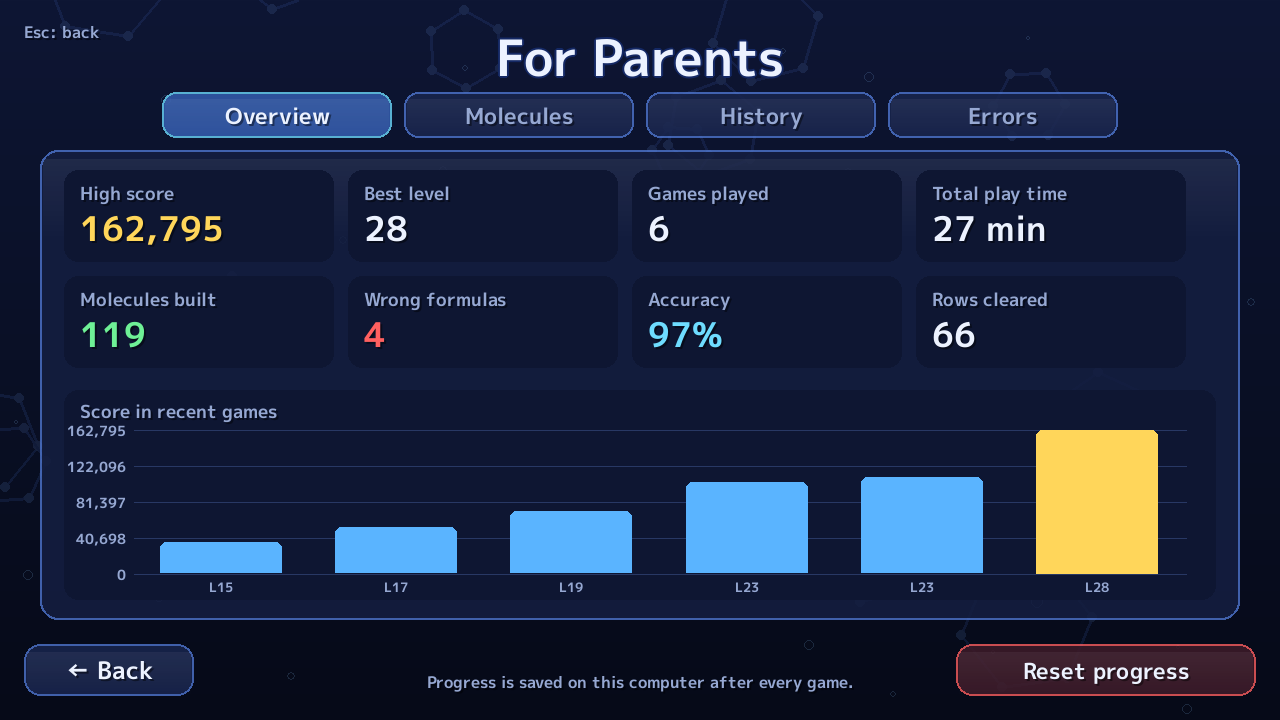 Esc: back
For Parents
Overview
Molecules
History
Errors
High score
162,795
Best level
28
Games played
6
Total play time
27 min
Molecules built
119
Wrong formulas
4
Accuracy
97%
Rows cleared
66
Score in recent games
162,795
122,096
81,397
40,698
0
L15
L17
L19
L23
L23
L28
← Back
Progress is saved on this computer after every game.
Reset progress